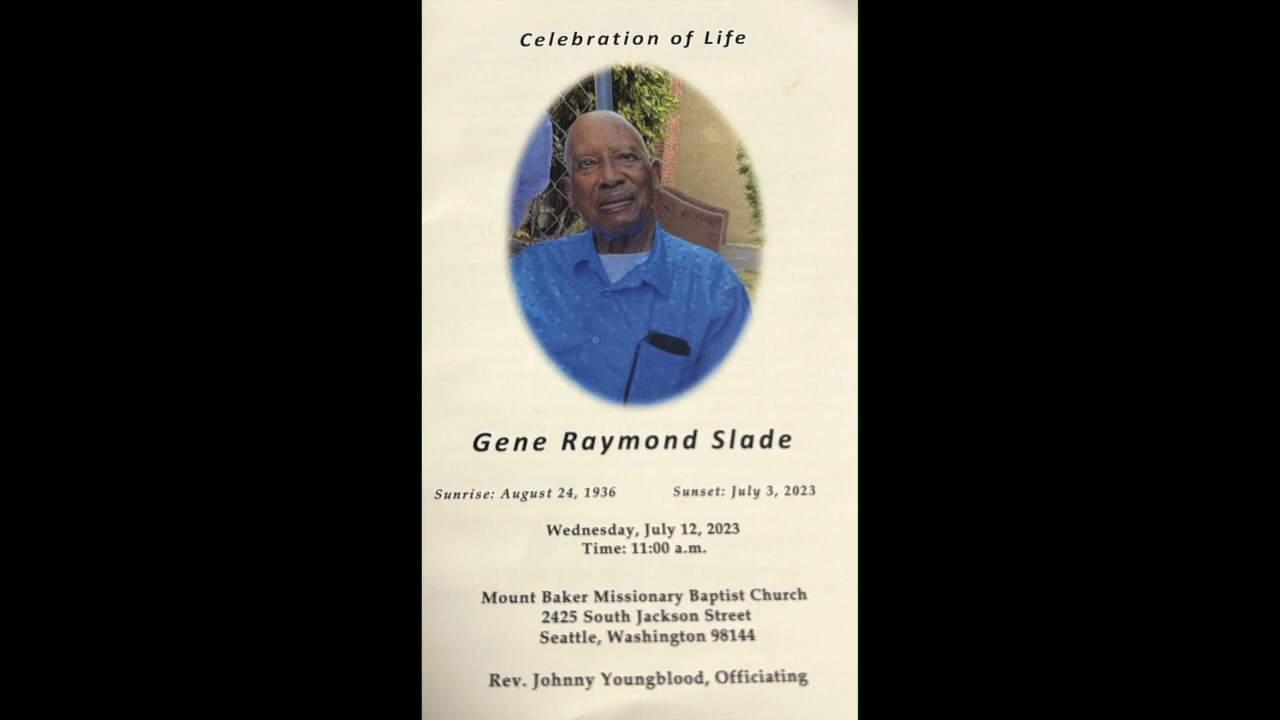 Celebration of Life
Gene Raymond Slade
Sunrise: August 24, 1936 Sunset: July 3, 2023
Wednesday, July 12, 2023
Time: 11:00 a.m.
Mount Baker Missionary Baptist Church
2425 South Jackson Street
Seattle, Washington 98144
Rev. Johnny Youngblood, Officiating